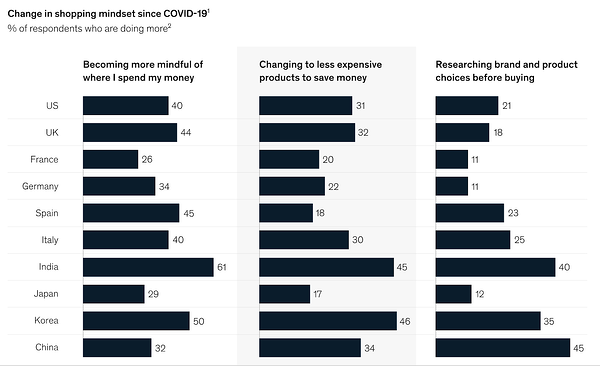 Change in shopping mindset since COVID-19¹
% of respondents who are doing more²
Becoming more mindful of
where I spend my money
Changing to less expensive
products to save money
Researching brand and product
choices before buying
US 40 31 21
UK 44 32 18
France 26 20 11
Germany 34 22 11
Spain 45 18 23
Italy 40 30 25
India 61 45 40
Japan 29 17 12
Korea 50 46 35
China 32 34 45